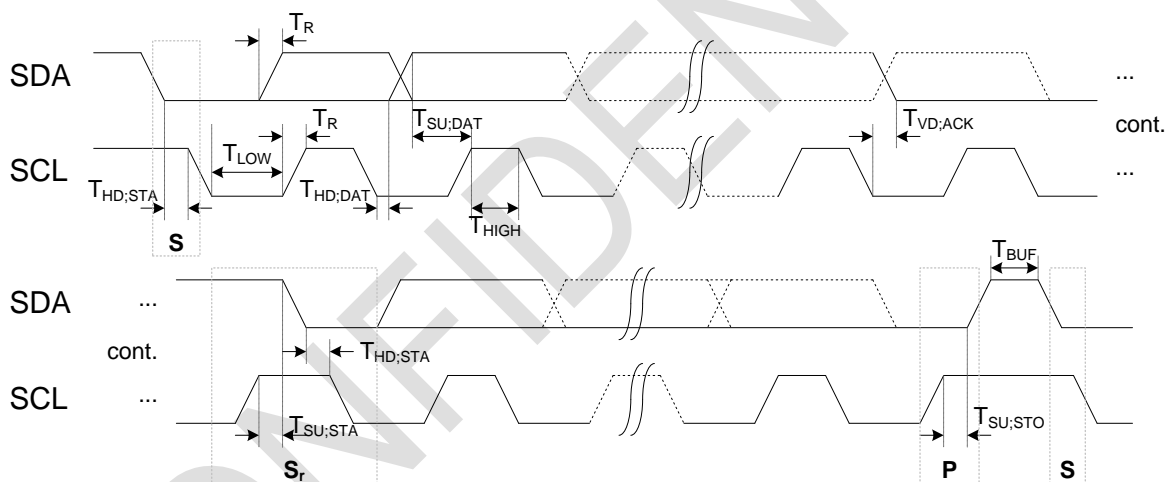 T_R
SDA
...
T_R
T_SU;DAT
T_VD;ACK
cont.
T_LOW
SCL
...
T_HD;STA
T_HD;DAT
T_HIGH
S
T_BUF
SDA
...
cont.
T_HD;STA
SCL
...
T_SU;STA
T_SU;STO
S_r
P
S
ONFIDEN